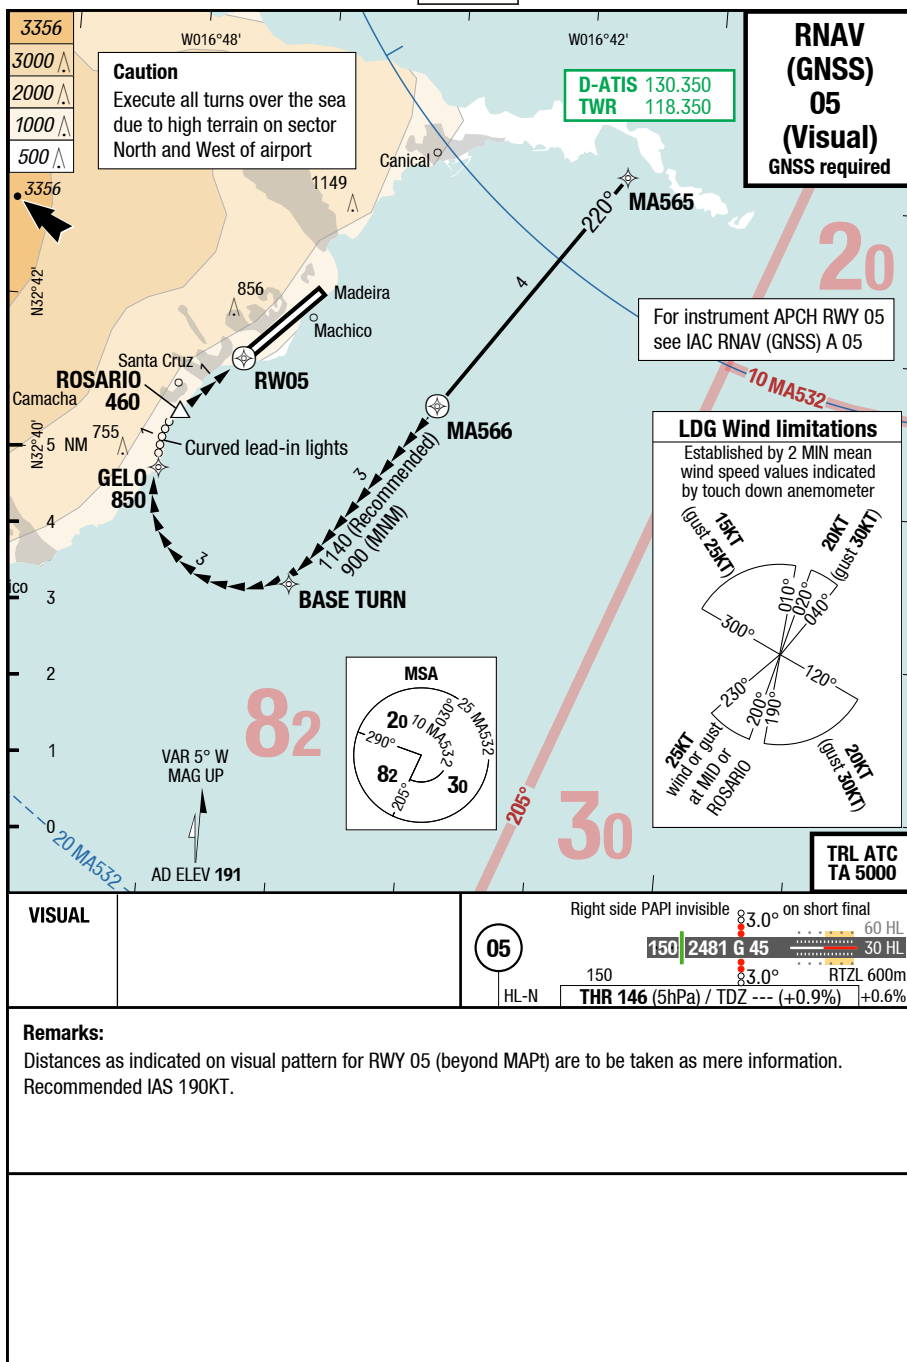 3356
3000
2000
1000
500
3356
W016°48'
W016°42'
Caution
Execute all turns over the sea
due to high terrain on sector
North and West of airport
D-ATIS 130.350
TWR 118.350
RNAV
(GNSS)
05
(Visual)
GNSS required
Canical
1149
220°
MA565
20
N32°42'
856
Madeira
Machico
4
For instrument APCH RWY 05
see IAC RNAV (GNSS) A 05
Santa Cruz
1
RW05
ROSARIO
460
Camacha
10 MA532
N32°40'
5 NM
755
1
Curved lead-in lights
MA566
GELO
850
3
1140 (Recommended)
900 (MNM)
LDG Wind limitations
Established by 2 MIN mean
wind speed values indicated
by touch down anemometer
15KT
(gust 25KT)
20KT
(gust 30KT)
010°
020°
040°
300°
120°
230°
200°
190°
25KT
wind or gust
at MID or
ROSARIO
20KT
(gust 30KT)
4
3
ico
3
BASE TURN
2
82
MSA
20
10 MA532
030°
25 MA532
290°
82
205°
30
1
VAR 5° W
MAG UP
205°
30
0
20 MA532
AD ELEV 191
TRL ATC
TA 5000
VISUAL
05
HL-N
Right side PAPI invisible
3.0°
on short final
60 HL
150
2481 G 45
30 HL
150
3.0°
RTZL 600m
THR 146 (5hPa) / TDZ --- (+0.9%)
+0.6%
Remarks:
Distances as indicated on visual pattern for RWY 05 (beyond MAPt) are to be taken as mere information.
Recommended IAS 190KT.